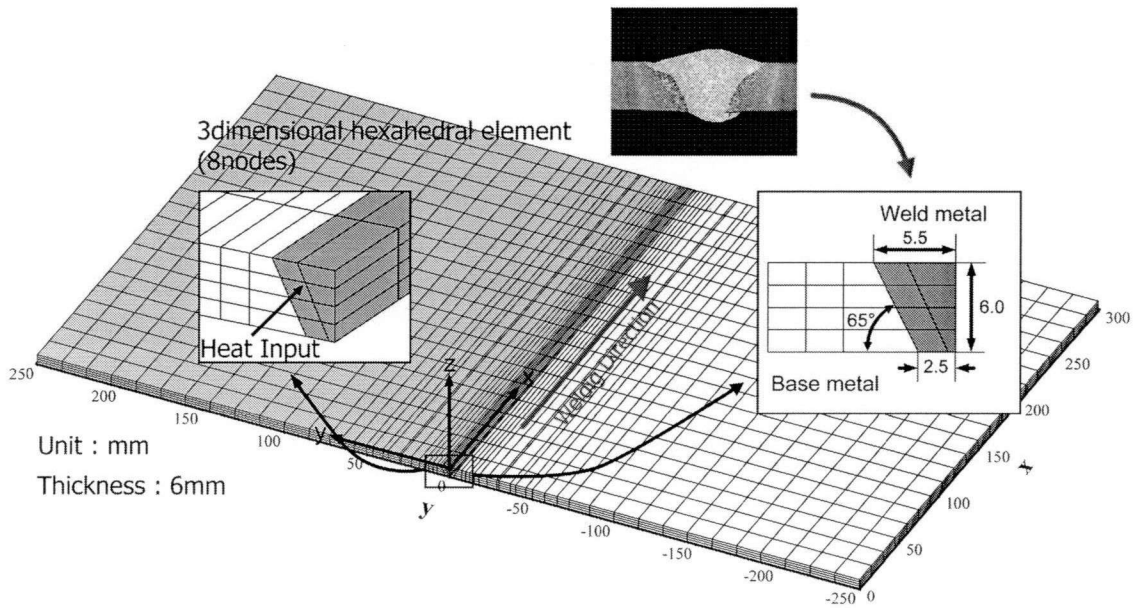 3dimensional hexahedral element
(8nodes)
Heat Input
Weld metal
5.5
6.0
65°
2.5
Base metal
Unit : mm
Thickness : 6mm
Welding Direction
z
x
y
250
200
150
100
50
0
-50
-100
-150
-200
-250
y
0
50
100
150
200
250
300
x